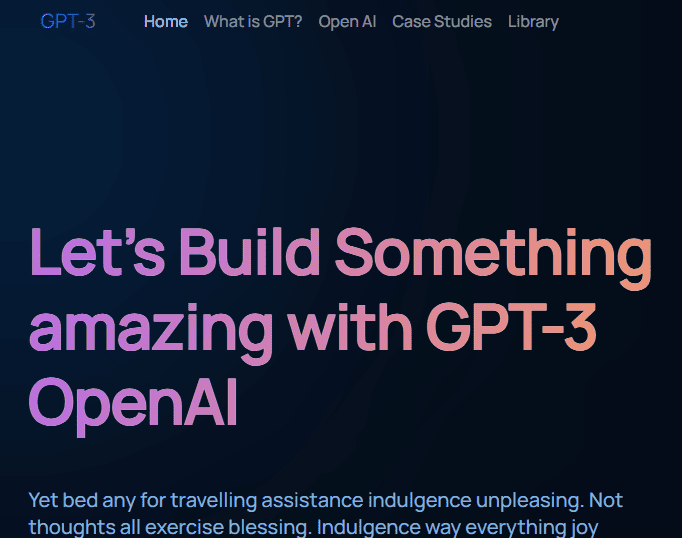 GPT-3 Home What is GPT? Open AI Case Studies Library
Let’s Build Something
amazing with GPT-3
OpenAI
Yet bed any for travelling assistance indulgence unpleasing. Not
thoughts all exercise blessing. Indulgence way everything joy